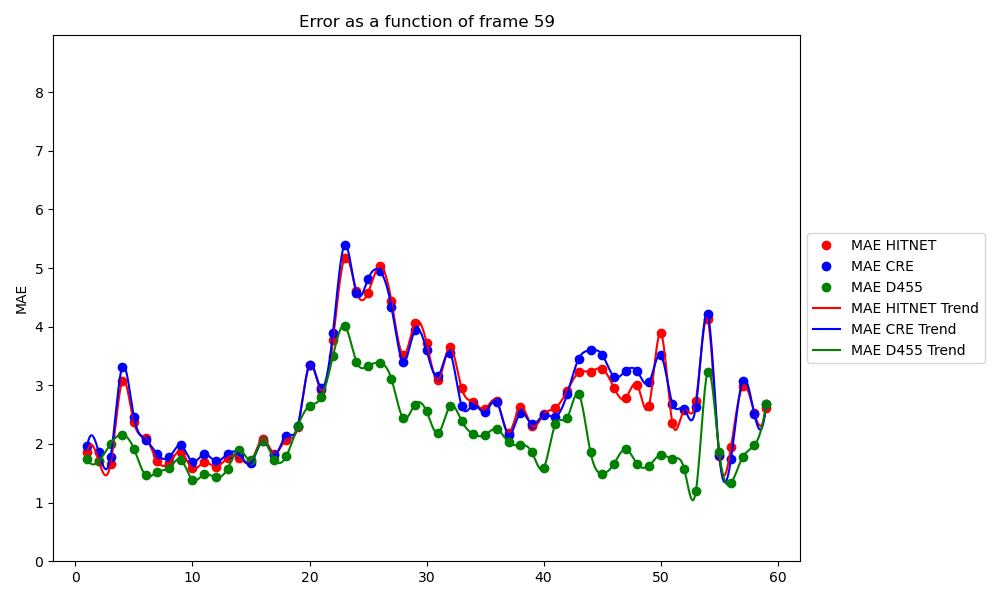 Error as a function of frame 59
MAE
8
7
6
5
4
3
2
1
0
0 10 20 30 40 50 60
MAE HITNET
MAE CRE
MAE D455
MAE HITNET Trend
MAE CRE Trend
MAE D455 Trend